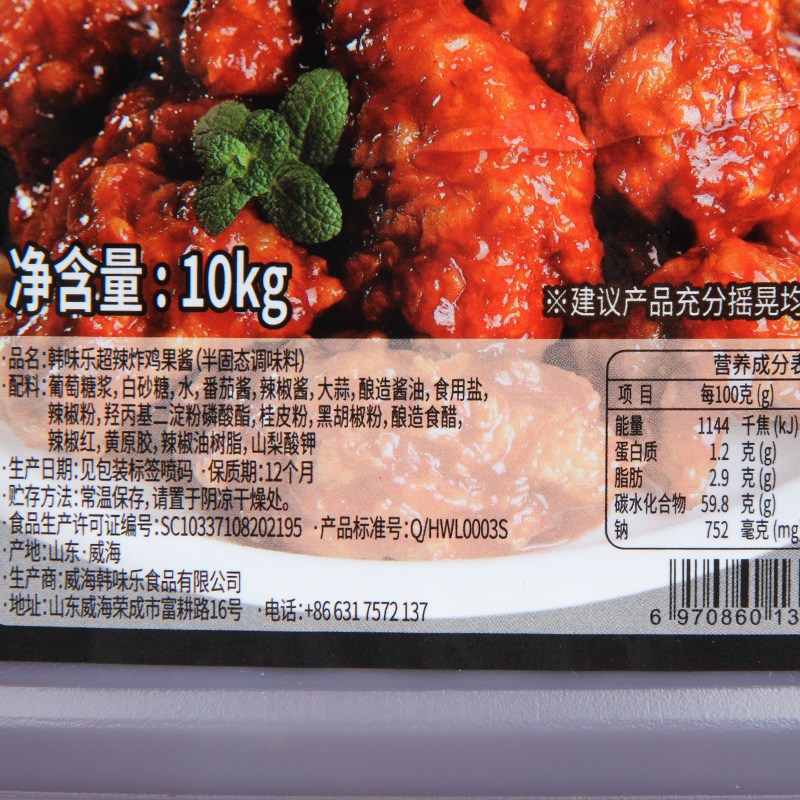 净含量:10kg
※建议产品充分摇晃均
·品名:韩味乐超辣炸鸡果酱(半固态调味料)
·配料:葡萄糖浆,白砂糖,水,番茄酱,辣椒酱,大蒜,酿造酱油,食用盐,
辣椒粉,羟丙基二淀粉磷酸酯,桂皮粉,黑胡椒粉,酿造食醋,
辣椒红,黄原胶,辣椒油树脂,山梨酸钾
·生产日期:见包装标签喷码 ·保质期:12个月
·贮存方法:常温保存,请置于阴凉干燥处。
·食品生产许可证编号:SC10337108202195 ·产品标准号:Q/HWL0003S
·产地:山东·威海
·生产商:威海韩味乐食品有限公司
·地址:山东威海荣成市富耕路16号 ·电话:+86 631 7572 137
营养成分表
项目 每100克(g)
能量 1144 千焦(kJ)
蛋白质 1.2 克(g)
脂肪 2.9 克(g)
碳水化合物 59.8 克(g)
钠 752 毫克(mg
6 970860 13